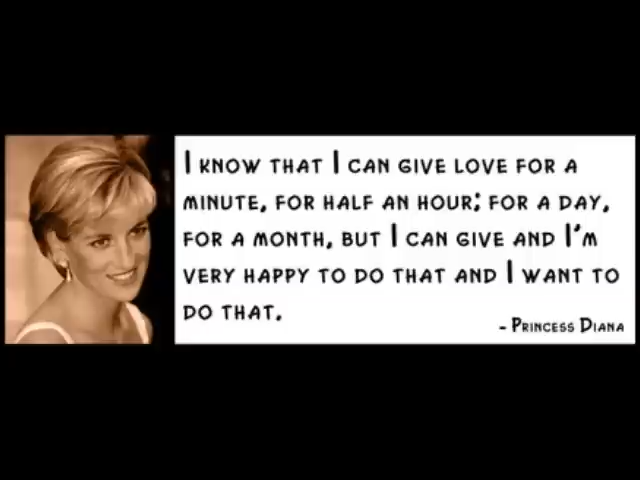 I know that I can give love for a
minute, for half an hour; for a day,
for a month, but I can give and I'm
very happy to do that and I want to
do that.
- Princess Diana